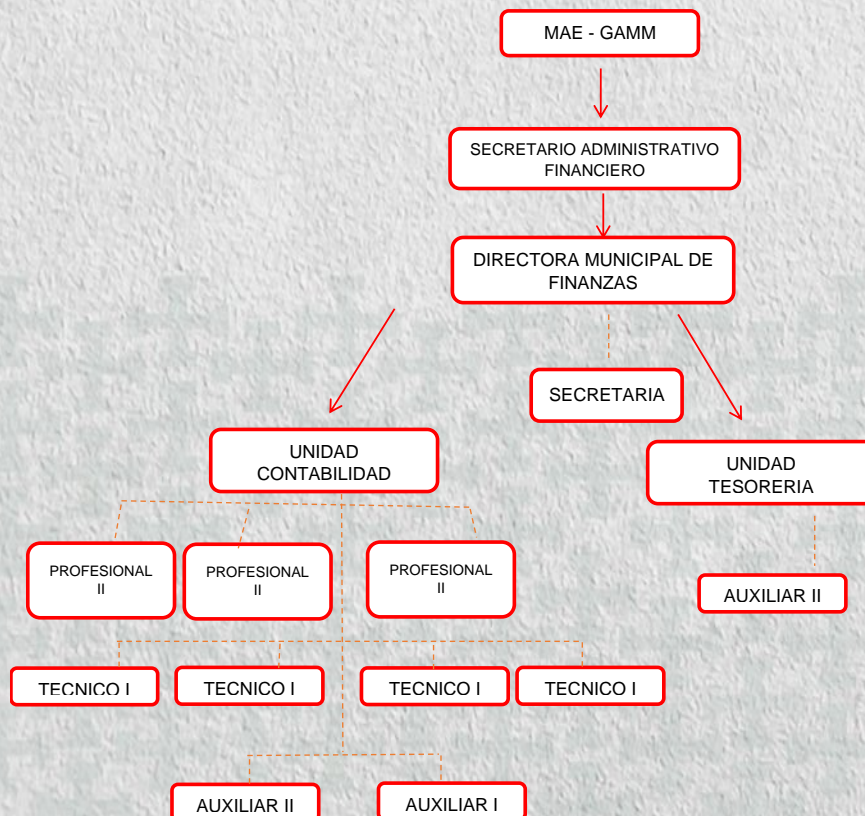 MAE - GAMM
SECRETARIO ADMINISTRATIVO
FINANCIERO
DIRECTORA MUNICIPAL DE
FINANZAS
SECRETARIA
UNIDAD
CONTABILIDAD
UNIDAD
TESORERIA
PROFESIONAL
II
PROFESIONAL
II
PROFESIONAL
II
AUXILIAR II
TECNICO I
TECNICO I
TECNICO I
TECNICO I
AUXILIAR II
AUXILIAR I